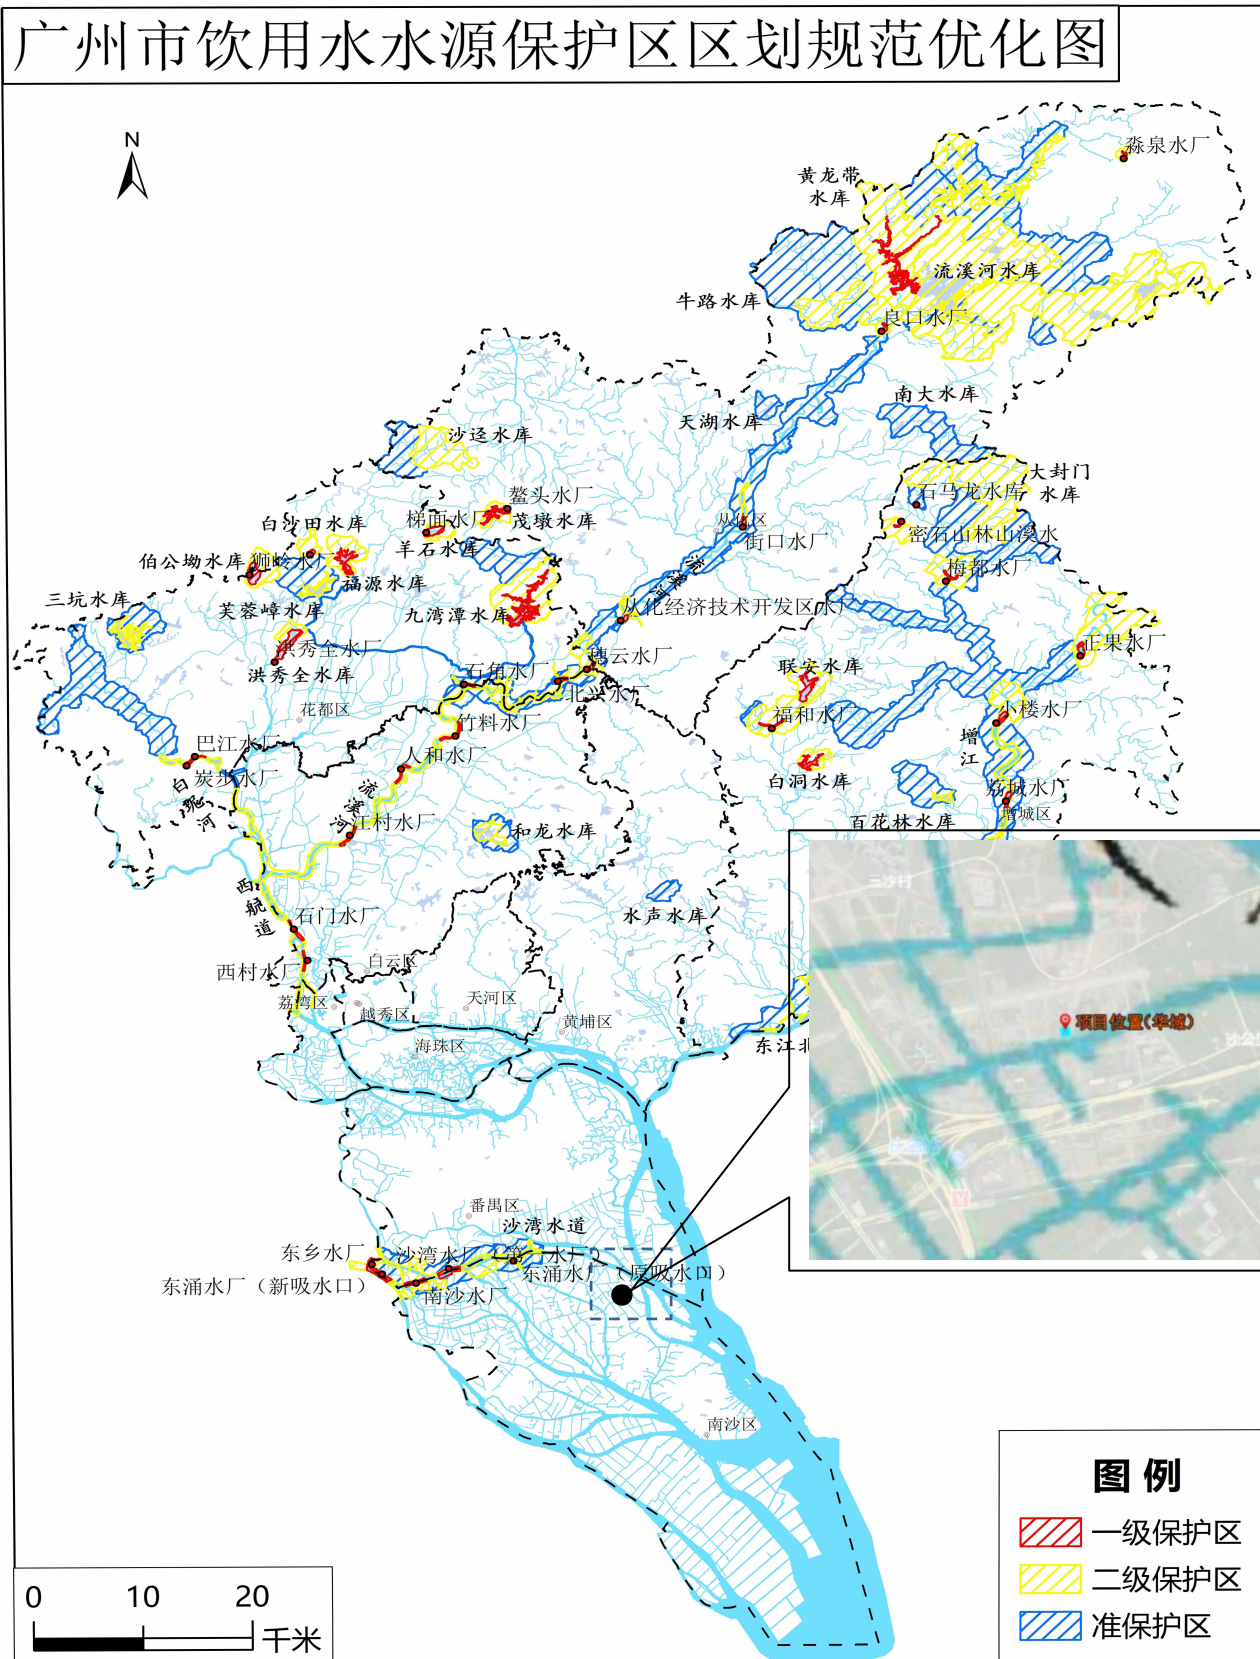 广州市饮用水水源保护区区划规范优化图
N
淼泉水厂
黄龙带
水库
流溪河水库
牛路水库
良口水厂
南大水库
天湖水库
沙迳水库
大封门
水库
石马龙水库
鳌头水厂
梯面水厂
茂墩水库
白沙田水库
从化区
街口水厂
密石山林山溪水
羊石水库
伯公坳水库
狮岭水厂
福源水库
梅都水厂
流溪河
三坑水库
芙蓉嶂水库
九湾潭水库
从化经济技术开发区水厂
洪秀全水厂
洪秀全水库
穗云水厂
正果水厂
联安水库
石角水厂
北兴水厂
花都区
竹料水厂
福和水厂
小楼水厂
增江
巴江水厂
炭步水厂
人和水厂
白洞水库
白坭河
流溪河
荔城水厂
增城区
江村水厂
和龙水库
百花林水库
西航道
三沙村
石门水厂
水声水库
西村水厂
白云区
荔湾区
越秀区
天河区
黄埔区
项目位置(华域)
海珠区
东江北
番禺区
沙湾水道
东乡水厂
沙湾水厂
东涌水厂
(原吸水口)
东涌水厂(新吸水口)
南沙水厂
南沙区
图例
一级保护区
二级保护区
准保护区
0 10 20
千米